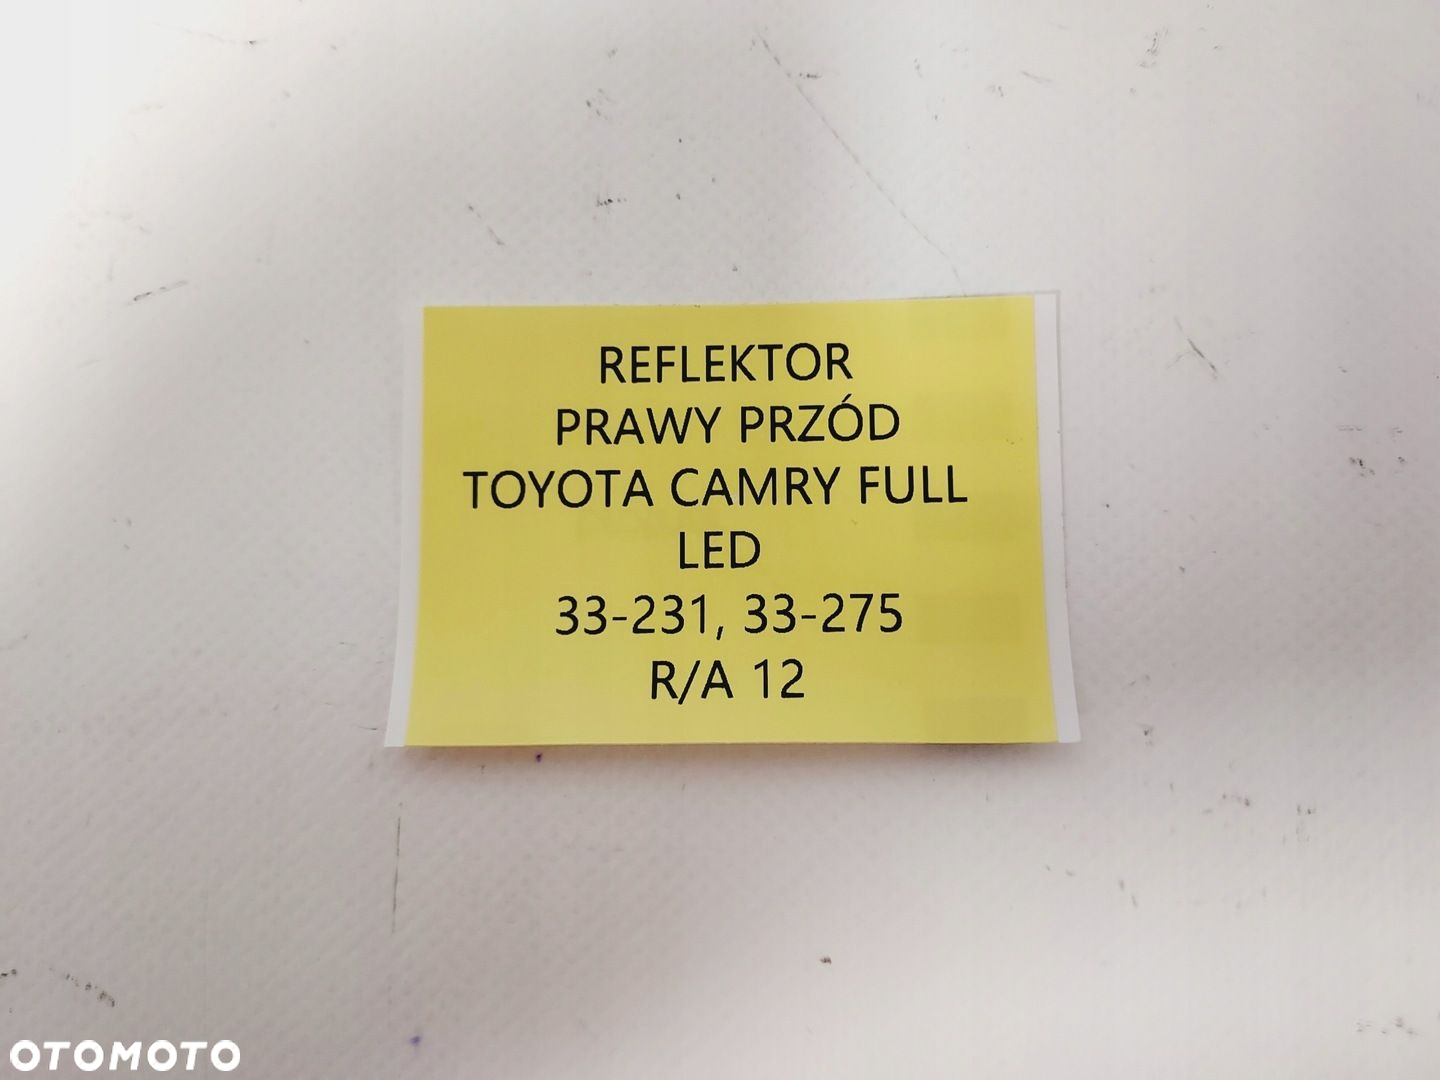 REFLEKTOR
PRAWY PRZÓD
TOYOTA CAMRY FULL
LED
33-231, 33-275
R/A 12
OTOMOTO